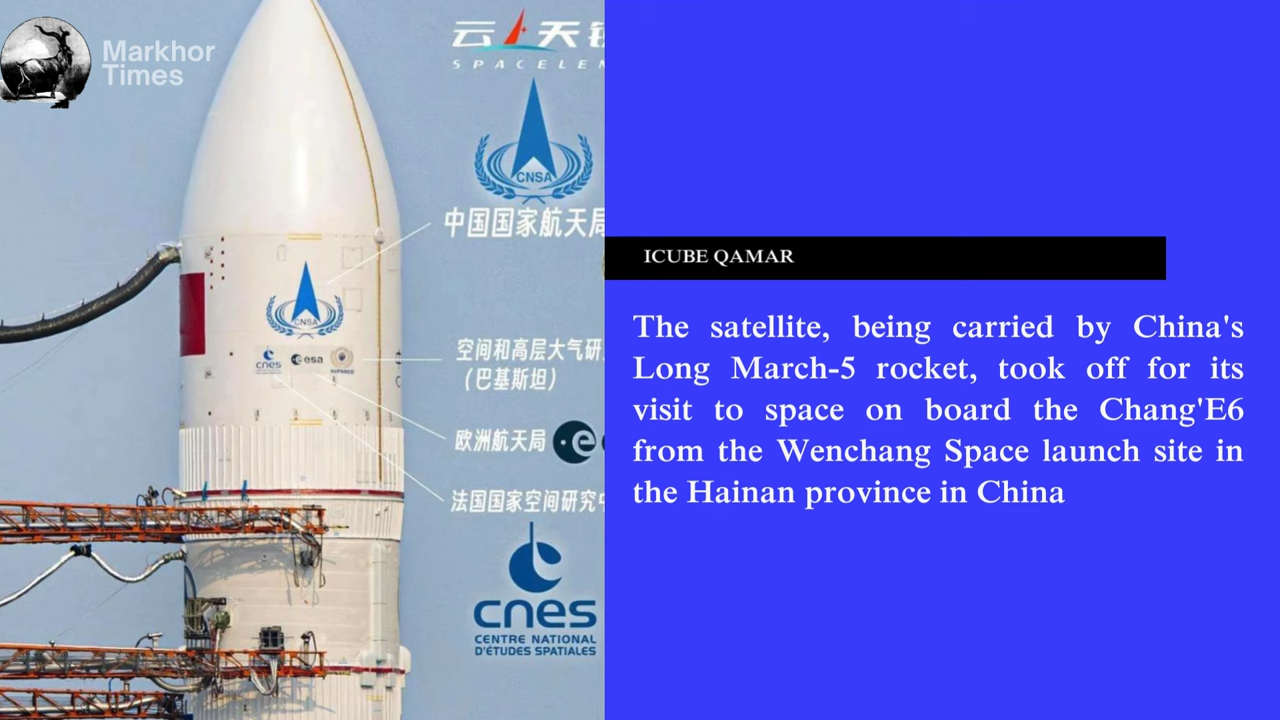 Markhor
Times
云天
SPACELEN
CNSA
中国国家航天局
CNSA
cnes
esa
SUPARCO
空间和高层大气研
（巴基斯坦）
欧洲航天局
e
法国国家空间研究中
cnes
CENTRE NATIONAL
D'ÉTUDES SPATIALES
ICUBE QAMAR
The satellite, being carried by China's
Long March-5 rocket, took off for its
visit to space on board the Chang'E6
from the Wenchang Space launch site in
the Hainan province in China